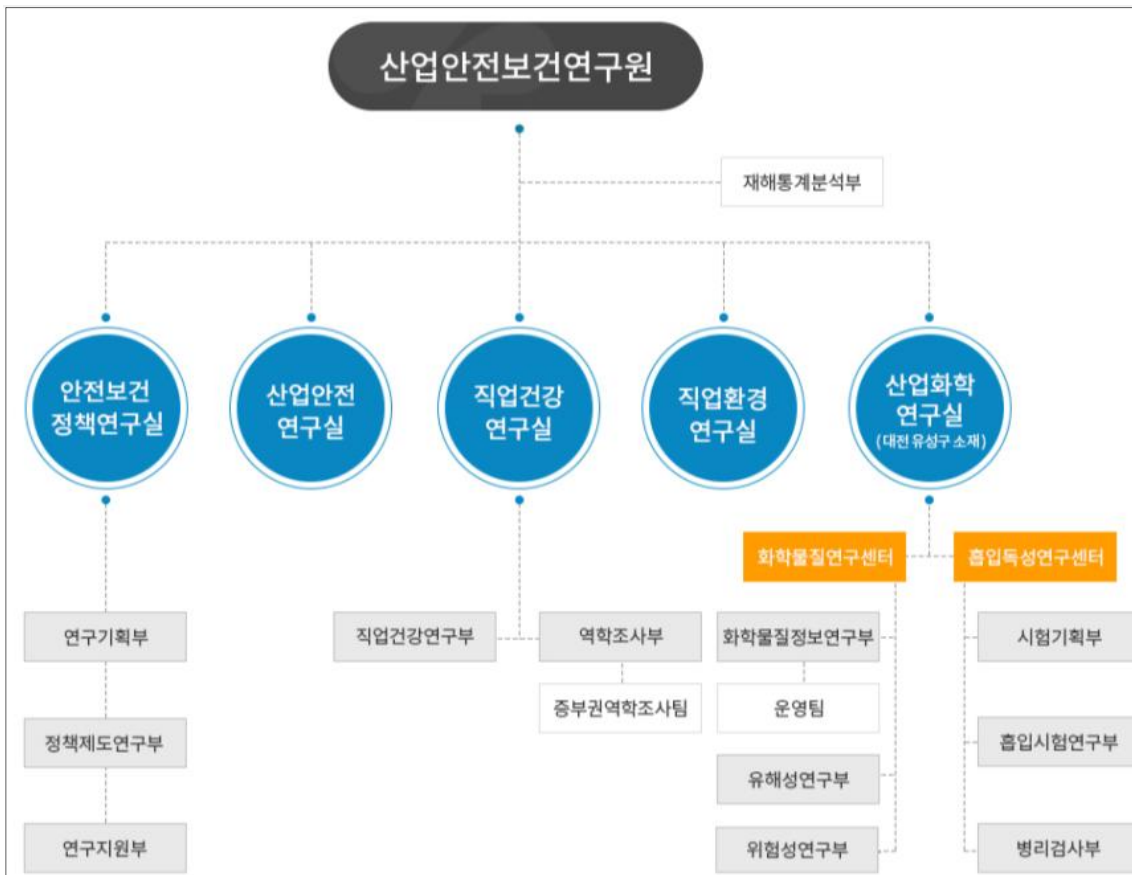 산업안전보건연구원
재해통계분석부
안전보건
정책연구실
산업안전
연구실
직업건강
연구실
직업환경
연구실
산업화학
연구실
(대전 유성구 소재)
화학물질연구센터
흡입독성연구센터
연구기획부
직업건강연구부
역학조사부
화학물질정보연구부
시험기획부
증부권역학조사팀
운영팀
정책제도연구부
흡입시험연구부
유해성연구부
연구지원부
위험성연구부
병리검사부